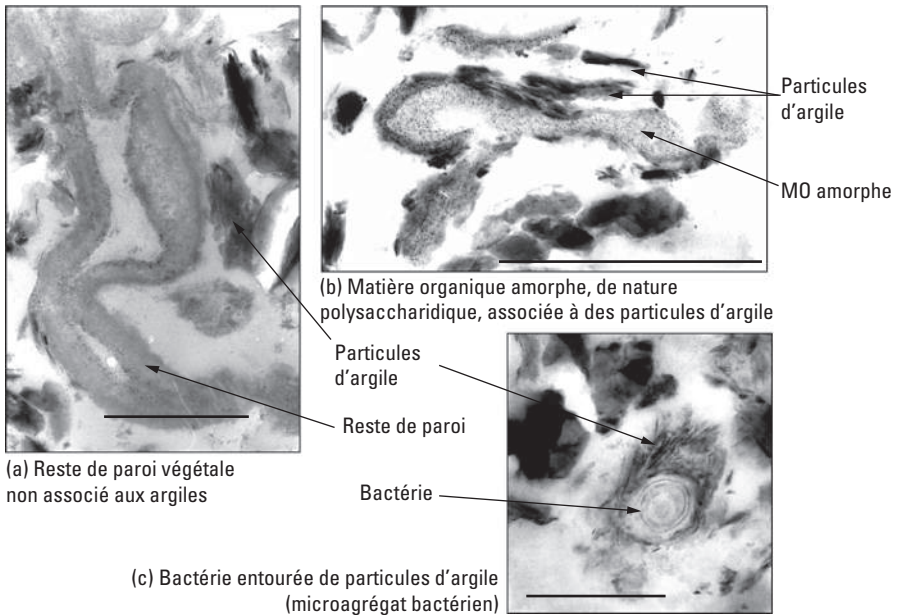 Particules
d'argile
MO amorphe
(b) Matière organique amorphe, de nature
polysaccharidique, associée à des particules d'argile
Particules
d'argile
Reste de paroi
(a) Reste de paroi végétale
non associé aux argiles
Bactérie
(c) Bactérie entourée de particules d'argile
(microagrégat bactérien)